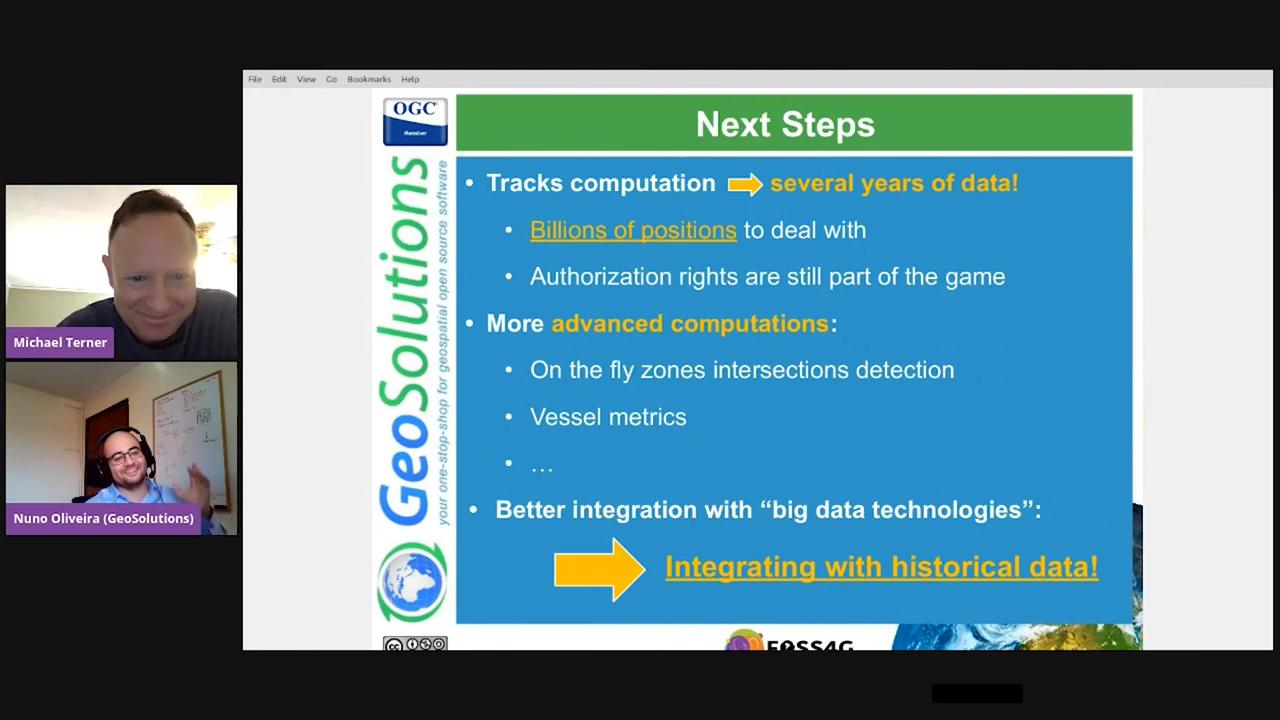 File Edit View Go Bookmarks Help
OGC
Member
Next Steps
GeoSolutions
your one-stop-shop for geospatial open source software
• Tracks computation several years of data!
• Billions of positions to deal with
• Authorization rights are still part of the game
• More advanced computations:
• On the fly zones intersections detection
• Vessel metrics
• …
• Better integration with “big data technologies”:
Integrating with historical data!
FOSS4G
Michael Terner
Nuno Oliveira (GeoSolutions)